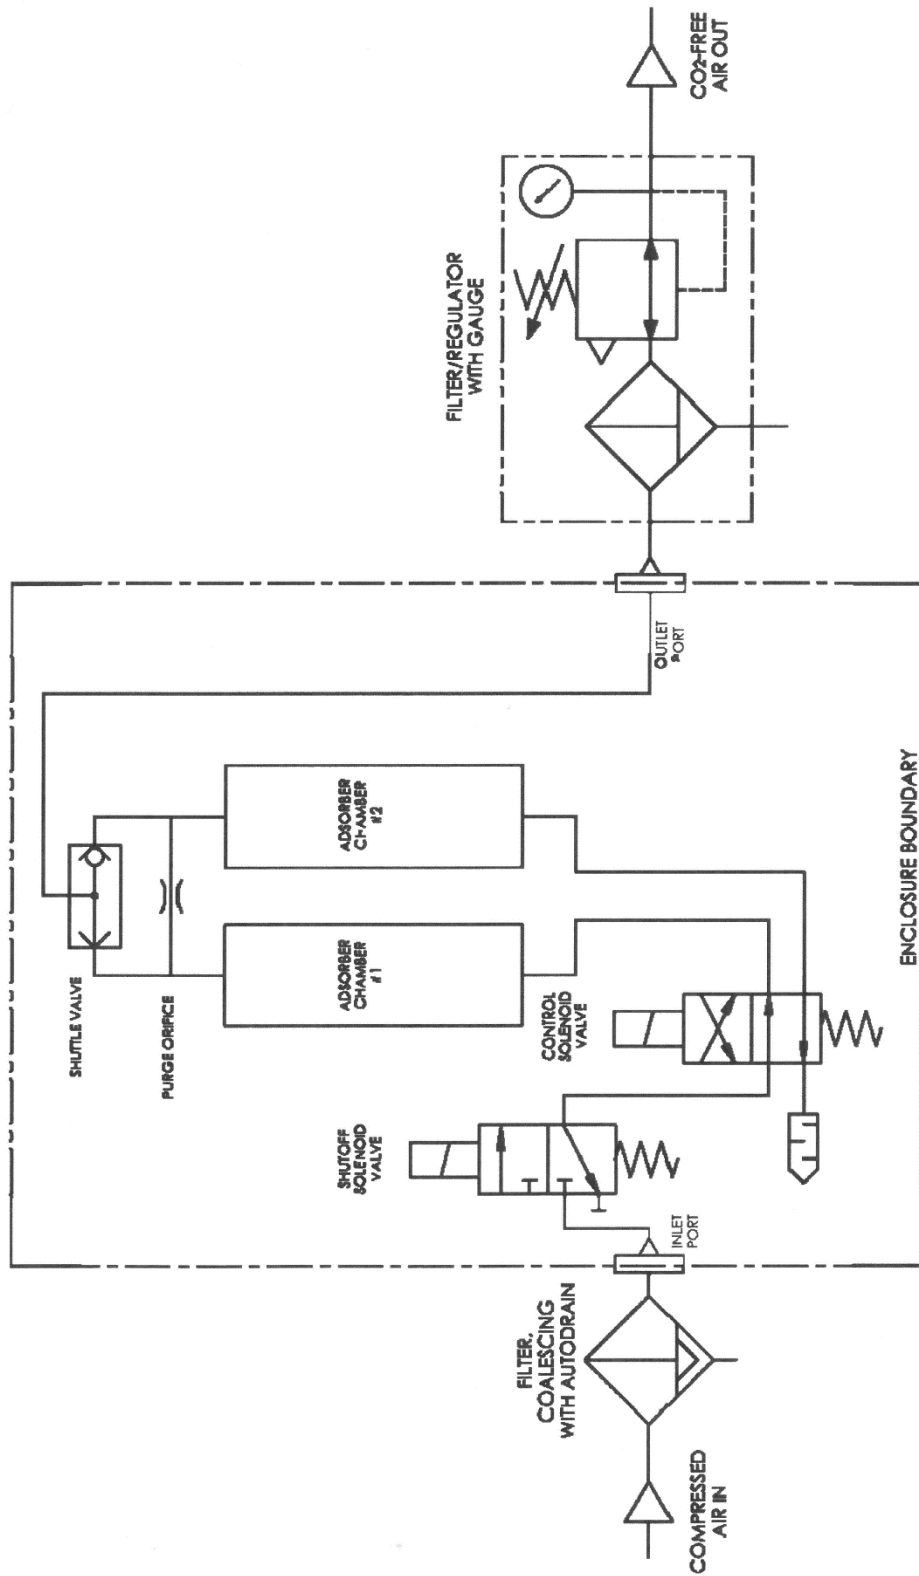 COMPRESSED
AIR IN
FILTER,
COALESCING
WITH AUTODRAIN
INLET
PORT
SHUTOFF
SOLENOID
VALVE
CONTROL
SOLENOID
VALVE
SHUTTLE VALVE
PURGE ORIFICE
ADSORBER
CHAMBER
#1
ADSORBER
CHAMBER
#2
ENCLOSURE BOUNDARY
OUTLET
PORT
FILTER/REGULATOR
WITH GAUGE
CO2-FREE
AIR OUT